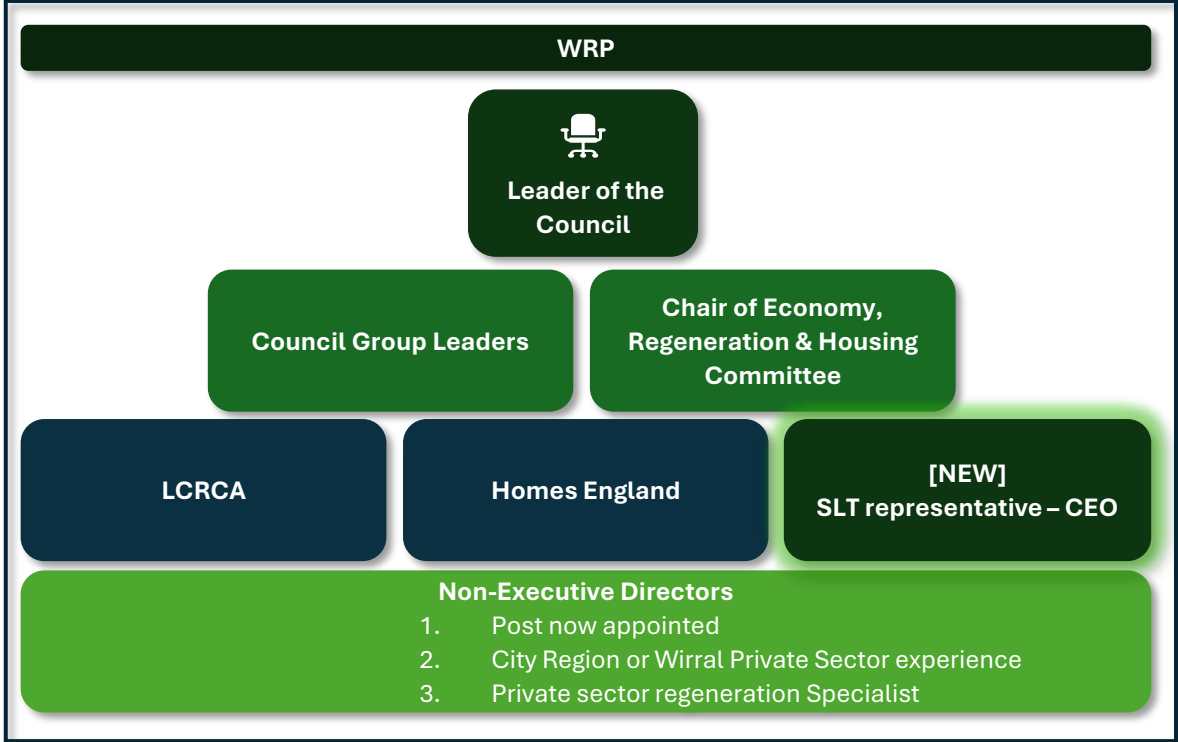 WRP
Leader of the
Council
Council Group Leaders
Chair of Economy,
Regeneration & Housing
Committee
LCRCA
Homes England
[NEW]
SLT representative – CEO
Non-Executive Directors
1. Post now appointed
2. City Region or Wirral Private Sector experience
3. Private sector regeneration Specialist